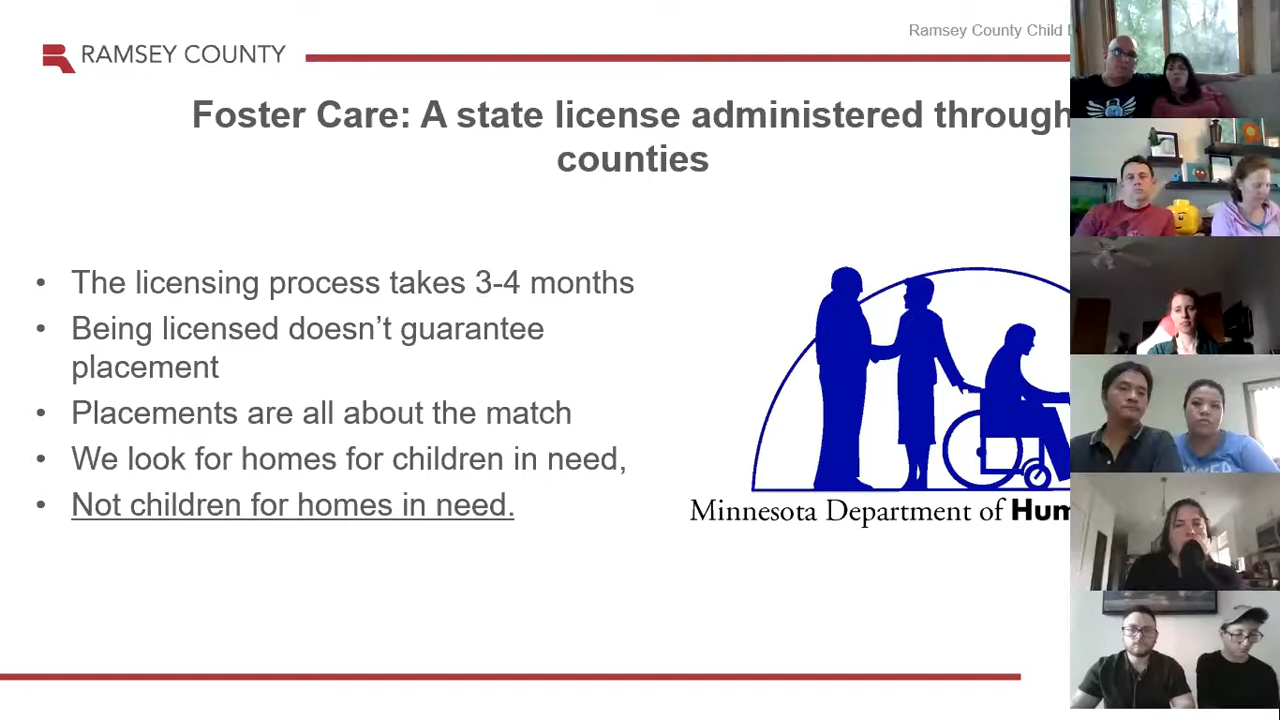 Ramsey County Child
RAMSEY COUNTY
Foster Care: A state license administered through
counties
• The licensing process takes 3-4 months
• Being licensed doesn’t guarantee
placement
• Placements are all about the match
• We look for homes for children in need,
• Not children for homes in need.
Minnesota Department of Hum